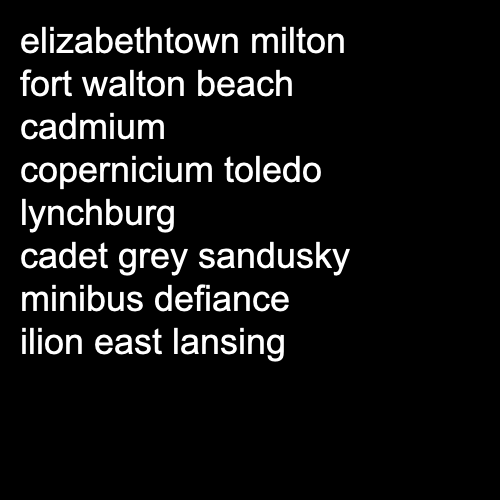 elizabethtown milton
fort walton beach
cadmium
copernicium toledo
lynchburg
cadet grey sandusky
minibus defiance
ilion east lansing